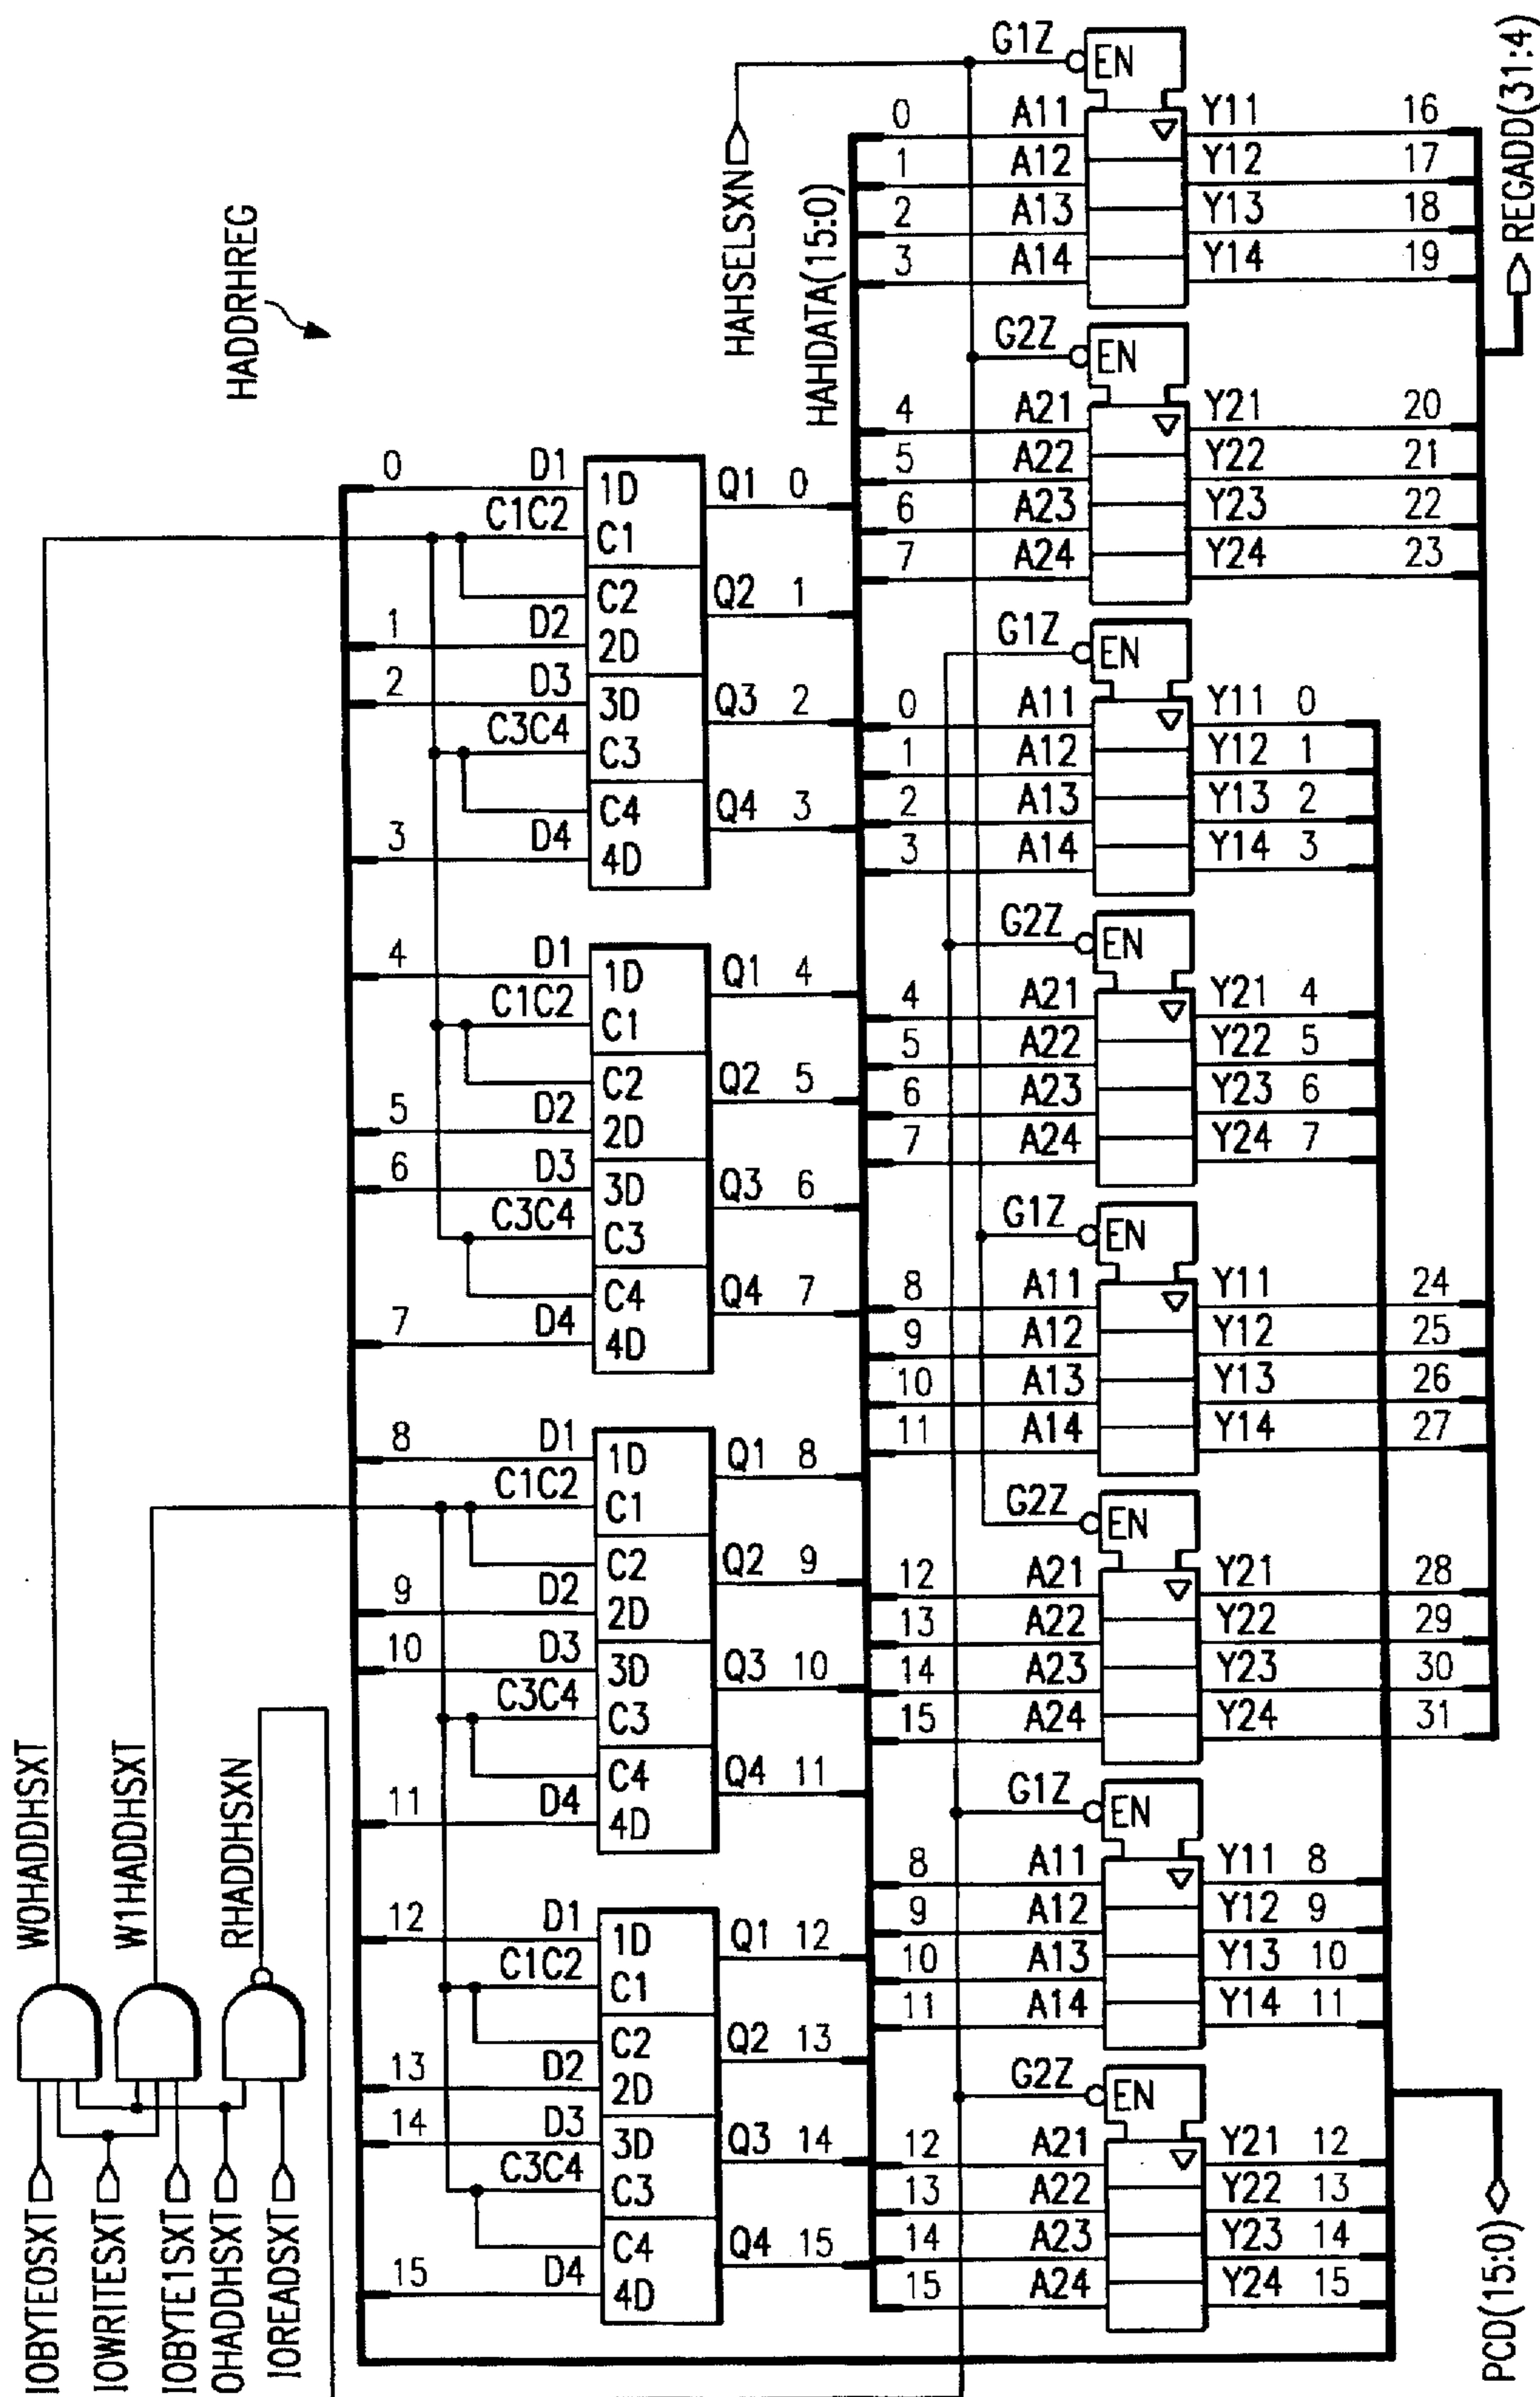 HADDRHREG
W0HADDHSXT
W1HADDHSXT
RHADDHSXN
IOBYTE0SXT
IOWRITESXT
IOBYTE1SXT
OHADDHSXT
IOREADSXT
0 D1 1D Q1 0
C1C2 C1
C2 Q2 1
1 D2 2D
2 D3 3D Q3 2
C3C4 C3
C4 Q4 3
3 D4 4D
4 D1 1D Q1 4
C1C2 C1
C2 Q2 5
5 D2 2D
6 D3 3D Q3 6
C3C4 C3
C4 Q4 7
7 D4 4D
8 D1 1D Q1 8
C1C2 C1
C2 Q2 9
9 D2 2D
10 D3 3D Q3 10
C3C4 C3
C4 Q4 11
11 D4 4D
12 D1 1D Q1 12
C1C2 C1
C2 Q2 13
13 D2 2D
14 D3 3D Q3 14
C3C4 C3
C4 Q4 15
15 D4 4D
HAHSELSXN
HAHDATA(15:0)
G1Z EN
0 A11 Y11 16
1 A12 Y12 17
2 A13 Y13 18
3 A14 Y14 19
G2Z EN
4 A21 Y21 20
5 A22 Y22 21
6 A23 Y23 22
7 A24 Y24 23
G1Z EN
0 A11 Y11 0
1 A12 Y12 1
2 A13 Y13 2
3 A14 Y14 3
G2Z EN
4 A21 Y21 4
5 A22 Y22 5
6 A23 Y23 6
7 A24 Y24 7
G1Z EN
8 A11 Y11 24
9 A12 Y12 25
10 A13 Y13 26
11 A14 Y14 27
G2Z EN
12 A21 Y21 28
13 A22 Y22 29
14 A23 Y23 30
15 A24 Y24 31
G1Z EN
8 A11 Y11 8
9 A12 Y12 9
10 A13 Y13 10
11 A14 Y14 11
G2Z EN
12 A21 Y21 12
13 A22 Y22 13
14 A23 Y23 14
15 A24 Y24 15
REGADD(31:4)
PCD(15:0)